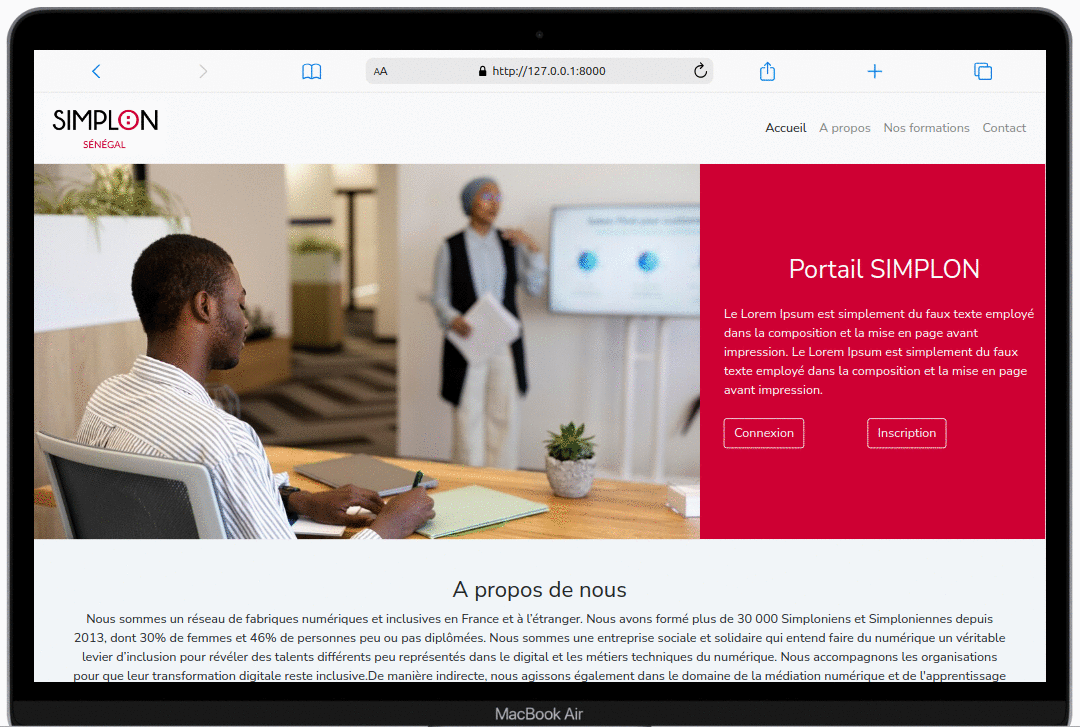 AA
http://127.0.0.1:8000
SIMPLON
SÉNÉGAL
Accueil A propos Nos formations Contact
Portail SIMPLON
Le Lorem Ipsum est simplement du faux texte employé
dans la composition et la mise en page avant
impression. Le Lorem Ipsum est simplement du faux
texte employé dans la composition et la mise en page
avant impression.
Connexion Inscription
A propos de nous
Nous sommes un réseau de fabriques numériques et inclusives en France et à l'étranger. Nous avons formé plus de 30 000 Simploniens et Simploniennes depuis
2013, dont 30% de femmes et 46% de personnes peu ou pas diplômées. Nous sommes une entreprise sociale et solidaire qui entend faire du numérique un véritable
levier d'inclusion pour révéler des talents différents peu représentés dans le digital et les métiers techniques du numérique. Nous accompagnons les organisations
pour que leur transformation digitale reste inclusive.De manière indirecte, nous agissons également dans le domaine de la médiation numérique et de l'apprentissage
MacBook Air